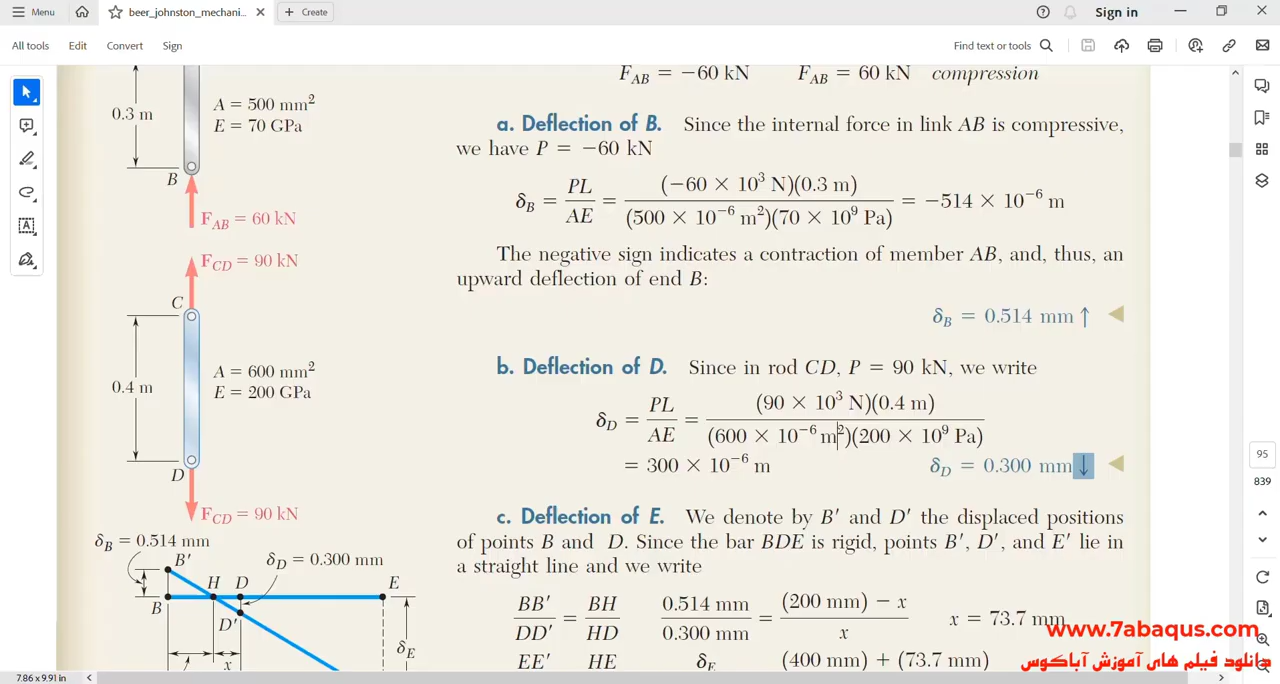 Menu
beer_johnston_mechani...
Create
Sign in
All tools
Edit
Convert
Sign
Find text or tools
F_AB = −60 kN F_AB = 60 kN compression
0.3 m
A = 500 mm²
E = 70 GPa
B
F_AB = 60 kN
F_CD = 90 kN
C
0.4 m
A = 600 mm²
E = 200 GPa
D
F_CD = 90 kN
a. Deflection of B. Since the internal force in link AB is compressive,
we have P = −60 kN
δ_B = PL/AE = (−60 × 10³ N)(0.3 m)/(500 × 10⁻⁶ m²)(70 × 10⁹ Pa) = −514 × 10⁻⁶ m
The negative sign indicates a contraction of member AB, and, thus, an
upward deflection of end B:
δ_B = 0.514 mm ↑
b. Deflection of D. Since in rod CD, P = 90 kN, we write
δ_D = PL/AE = (90 × 10³ N)(0.4 m)/(600 × 10⁻⁶ m²)(200 × 10⁹ Pa)
= 300 × 10⁻⁶ m δ_D = 0.300 mm ↓
c. Deflection of E. We denote by B′ and D′ the displaced positions
of points B and D. Since the bar BDE is rigid, points B′, D′, and E′ lie in
a straight line and we write
BB′/DD′ = BH/HD 0.514 mm/0.300 mm = (200 mm) − x/x x = 73.7 mm
EE′ HE δ_E (400 mm) + (73.7 mm)
δ_B = 0.514 mm
B′
H D
δ_D = 0.300 mm
E
B
D′
δ_E
x
95
839
7.86 x 9.91 in
www.7abaqus.com
دانلود فیلم های آموزش آباکوس